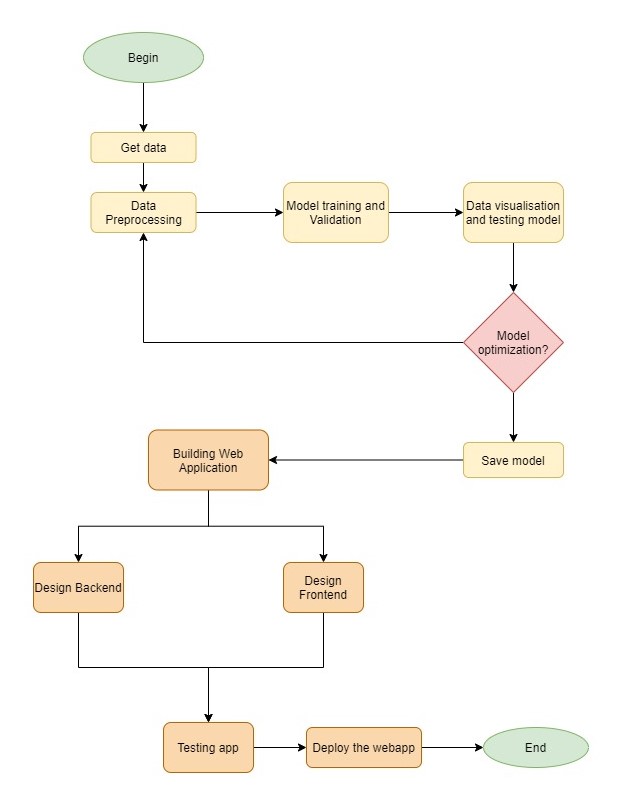 Begin
Get data
Data
Preprocessing
Model training and
Validation
Data visualisation
and testing model
Model
optimization?
Save model
Building Web
Application
Design Backend
Design
Frontend
Testing app
Deploy the webapp
End